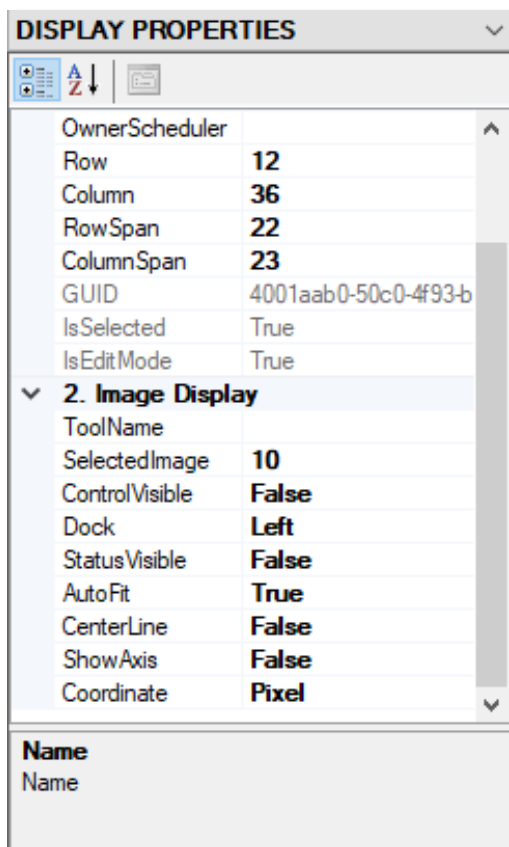 DISPLAY PROPERTIES
OwnerScheduler
Row 12
Column 36
RowSpan 22
ColumnSpan 23
GUID 4001aab0-50c0-4f93-b
IsSelected True
IsEditMode True
2. Image Display
ToolName
SelectedImage 10
ControlVisible False
Dock Left
StatusVisible False
AutoFit True
CenterLine False
ShowAxis False
Coordinate Pixel
Name
Name